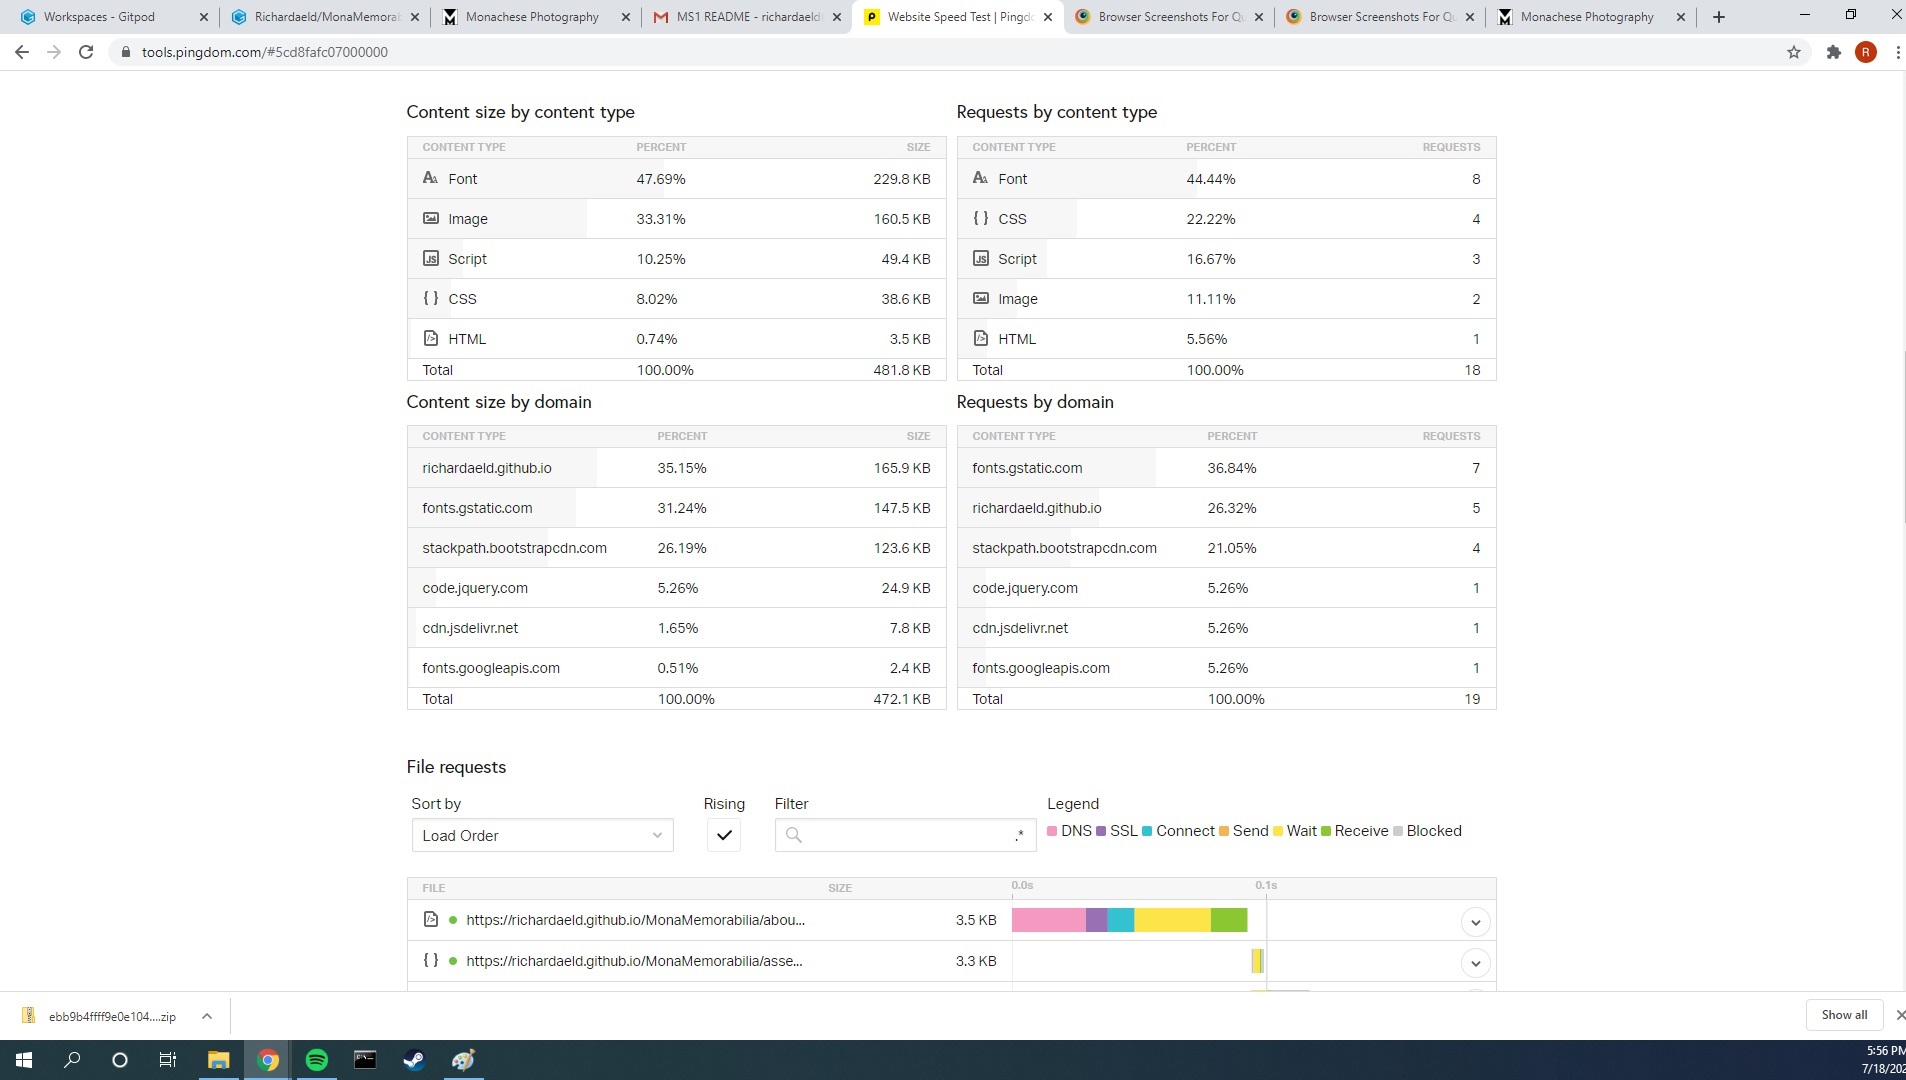 Workspaces - Gitpod
Richardaeld/MonaMemorab
Monachese Photography
MS1 README - richardaeld
Website Speed Test | Pingdo
Browser Screenshots For Qu
Browser Screenshots For Qu
Monachese Photography
tools.pingdom.com/#5cd8fafc07000000
R
Content size by content type
CONTENT TYPE PERCENT SIZE
Font 47.69% 229.8 KB
Image 33.31% 160.5 KB
JS Script 10.25% 49.4 KB
{ } CSS 8.02% 38.6 KB
HTML 0.74% 3.5 KB
Total 100.00% 481.8 KB
Requests by content type
CONTENT TYPE PERCENT REQUESTS
Font 44.44% 8
{ } CSS 22.22% 4
JS Script 16.67% 3
Image 11.11% 2
HTML 5.56% 1
Total 100.00% 18
Content size by domain
CONTENT TYPE PERCENT SIZE
richardaeld.github.io 35.15% 165.9 KB
fonts.gstatic.com 31.24% 147.5 KB
stackpath.bootstrapcdn.com 26.19% 123.6 KB
code.jquery.com 5.26% 24.9 KB
cdn.jsdelivr.net 1.65% 7.8 KB
fonts.googleapis.com 0.51% 2.4 KB
Total 100.00% 472.1 KB
Requests by domain
CONTENT TYPE PERCENT REQUESTS
fonts.gstatic.com 36.84% 7
richardaeld.github.io 26.32% 5
stackpath.bootstrapcdn.com 21.05% 4
code.jquery.com 5.26% 1
cdn.jsdelivr.net 5.26% 1
fonts.googleapis.com 5.26% 1
Total 100.00% 19
File requests
Sort by Rising Filter Legend
Load Order .* DNS SSL Connect Send Wait Receive Blocked
FILE SIZE 0.0s 0.1s
https://richardaeld.github.io/MonaMemorabilia/abou... 3.5 KB
{ } https://richardaeld.github.io/MonaMemorabilia/asse... 3.3 KB
ebb9b4ffff9e0e104....zip
Show all
5:56 PM
7/18/202